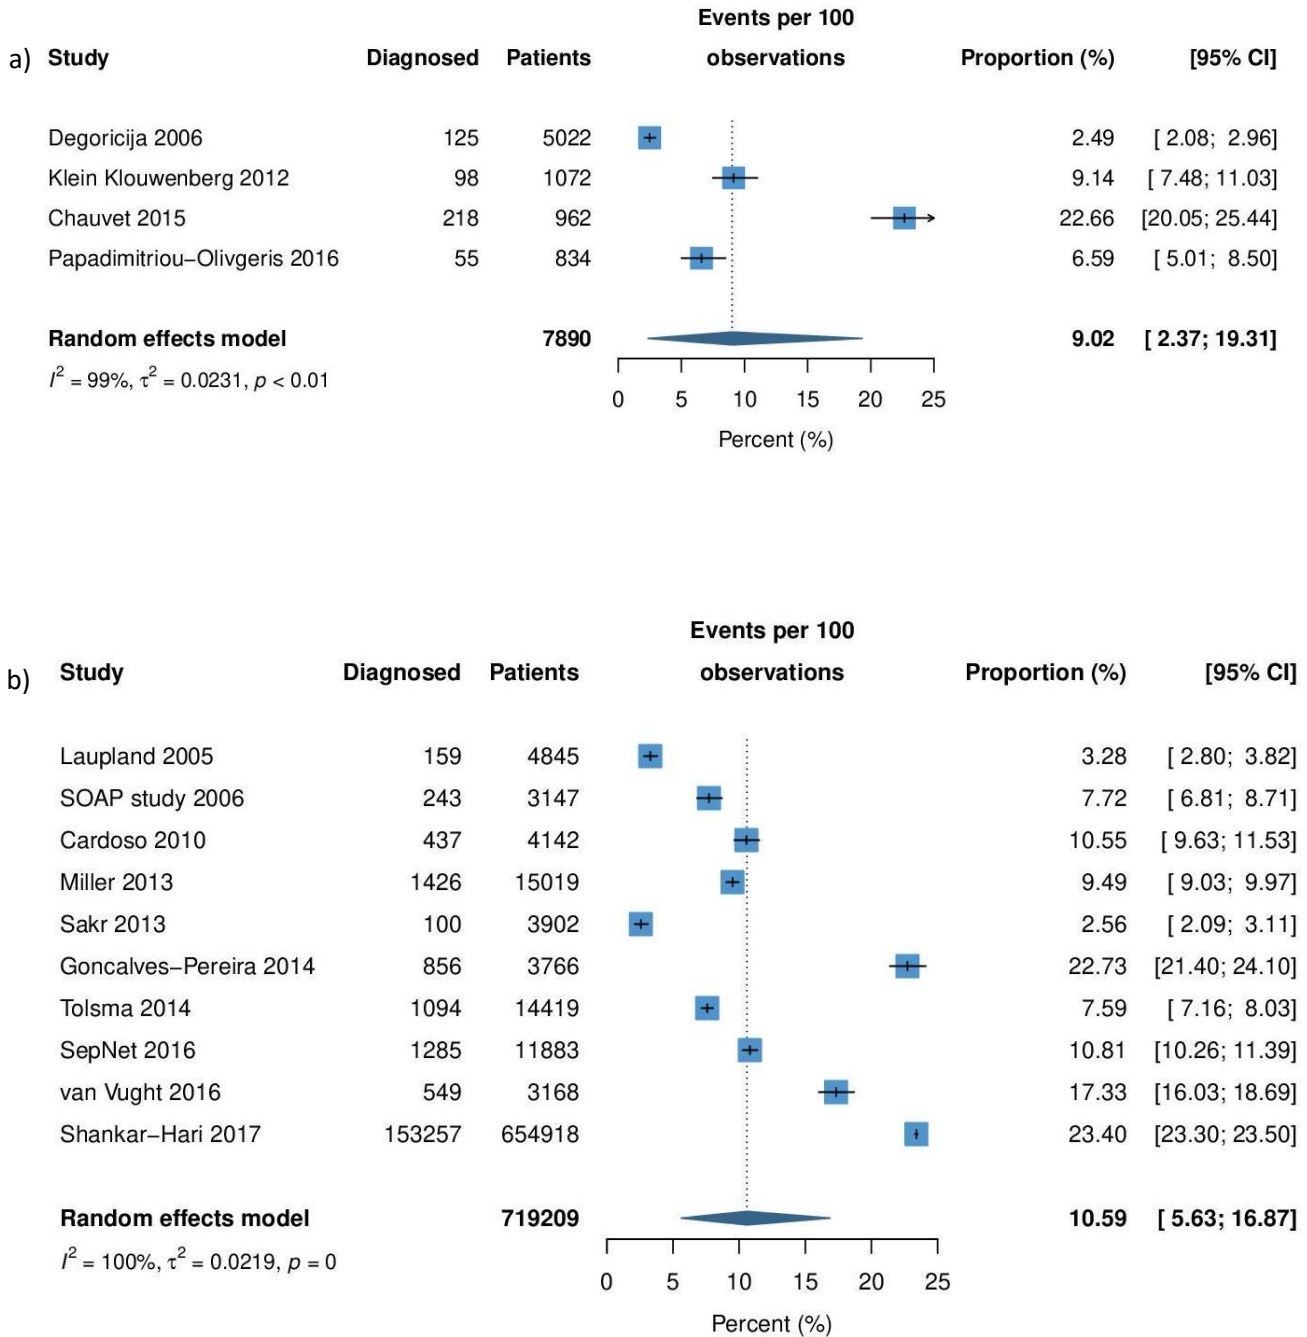 Events per 100
a) Study Diagnosed Patients observations Proportion (%) [95% CI]
Degoricija 2006 125 5022 2.49 [ 2.08; 2.96]
Klein Klouwenberg 2012 98 1072 9.14 [ 7.48; 11.03]
Chauvet 2015 218 962 22.66 [20.05; 25.44]
Papadimitriou−Olivgeris 2016 55 834 6.59 [ 5.01; 8.50]
Random effects model 7890 9.02 [ 2.37; 19.31]
I² = 99%, τ² = 0.0231, p < 0.01
0 5 10 15 20 25
Percent (%)
Events per 100
b) Study Diagnosed Patients observations Proportion (%) [95% CI]
Laupland 2005 159 4845 3.28 [ 2.80; 3.82]
SOAP study 2006 243 3147 7.72 [ 6.81; 8.71]
Cardoso 2010 437 4142 10.55 [ 9.63; 11.53]
Miller 2013 1426 15019 9.49 [ 9.03; 9.97]
Sakr 2013 100 3902 2.56 [ 2.09; 3.11]
Goncalves−Pereira 2014 856 3766 22.73 [21.40; 24.10]
Tolsma 2014 1094 14419 7.59 [ 7.16; 8.03]
SepNet 2016 1285 11883 10.81 [10.26; 11.39]
van Vught 2016 549 3168 17.33 [16.03; 18.69]
Shankar−Hari 2017 153257 654918 23.40 [23.30; 23.50]
Random effects model 719209 10.59 [ 5.63; 16.87]
I² = 100%, τ² = 0.0219, p = 0
0 5 10 15 20 25
Percent (%)